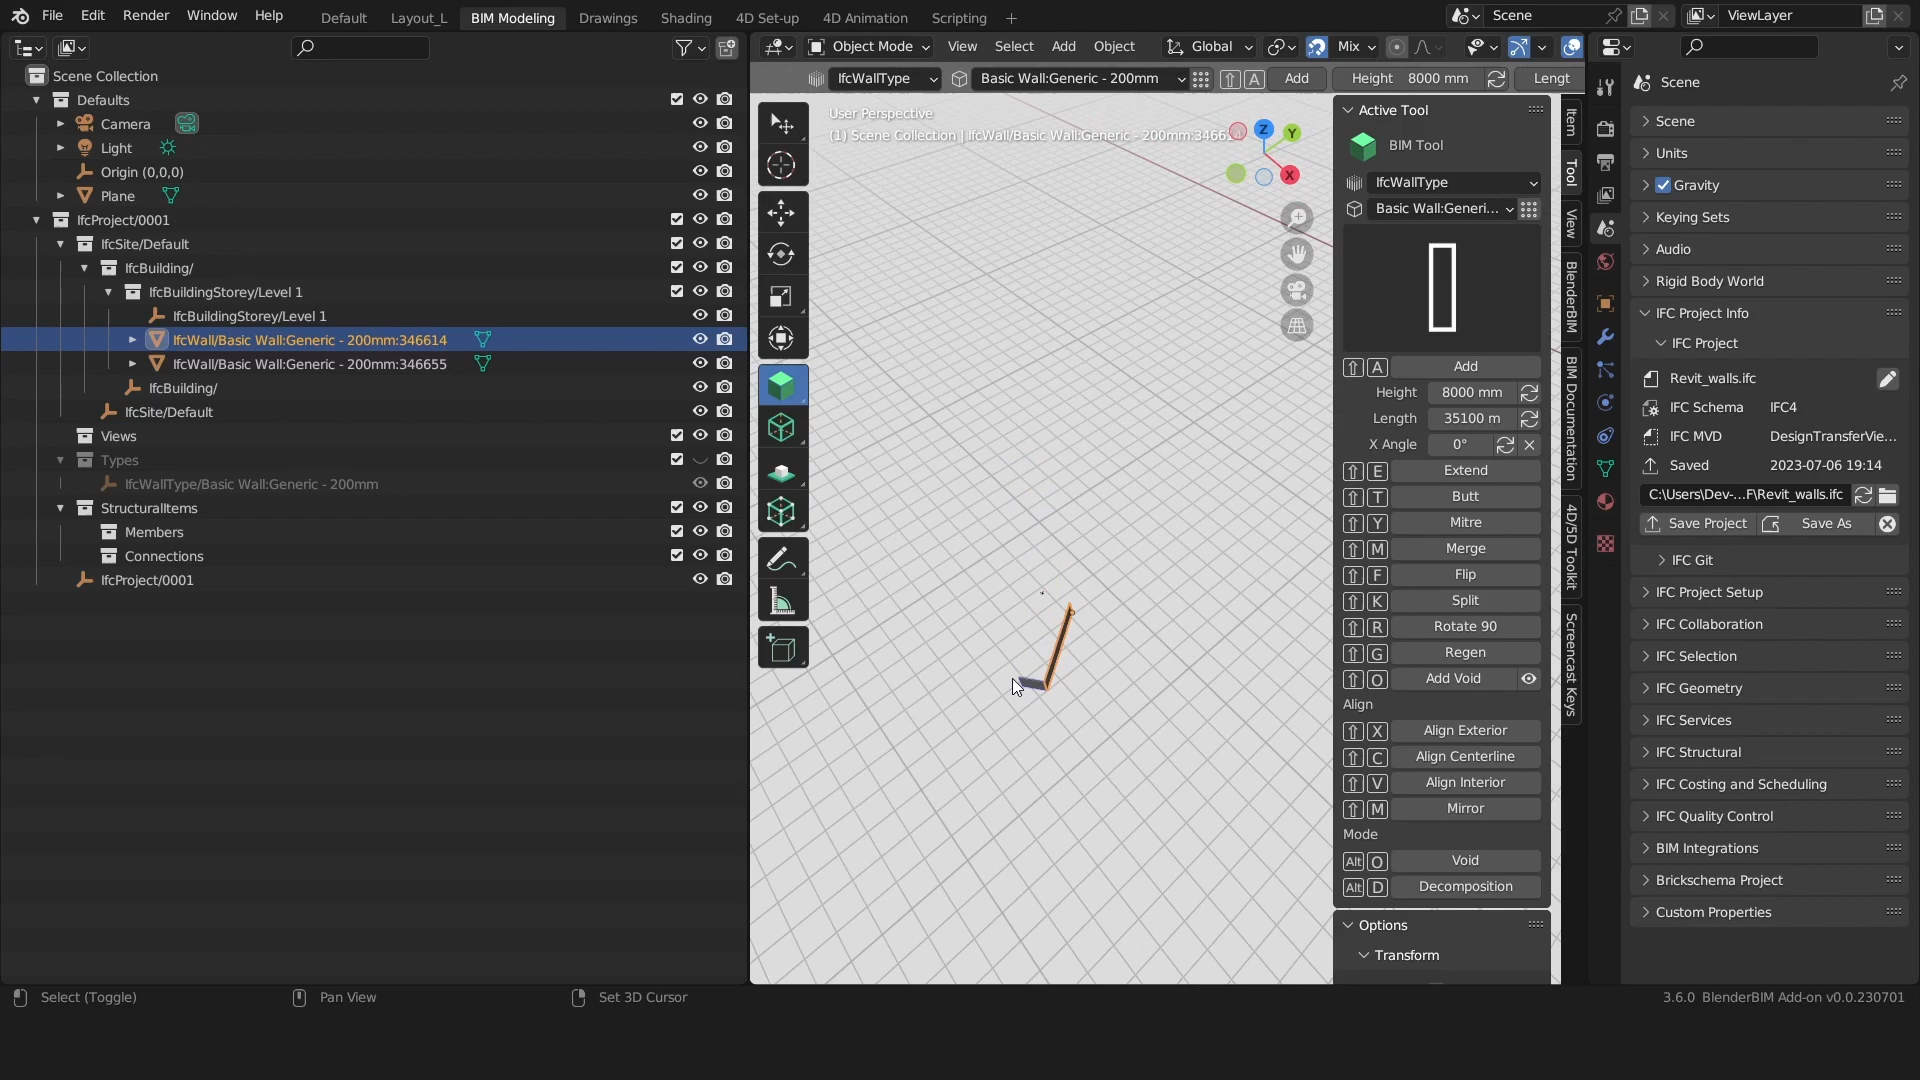 File Edit Render Window Help Default Layout_L BIM Modeling Drawings Shading 4D Set-up 4D Animation Scripting + Scene ViewLayer
Object Mode View Select Add Object Global Mix
IfcWallType Basic Wall:Generic - 200mm A Add Height 8000 mm Lengt
Scene Collection
Defaults
Camera
Light
Origin (0,0,0)
Plane
IfcProject/0001
IfcSite/Default
IfcBuilding/
IfcBuildingStorey/Level 1
IfcBuildingStorey/Level 1
IfcWall/Basic Wall:Generic - 200mm:346614
IfcWall/Basic Wall:Generic - 200mm:346655
IfcBuilding/
IfcSite/Default
Views
Types
IfcWallType/Basic Wall:Generic - 200mm
StructuralItems
Members
Connections
IfcProject/0001
User Perspective
(1) Scene Collection | IfcWall/Basic Wall:Generic - 200mm:3466
Z
Y
X
Active Tool
BIM Tool
IfcWallType
Basic Wall:Generi...
A Add
Height 8000 mm
Length 35100 m
X Angle 0°
E Extend
T Butt
Y Mitre
M Merge
F Flip
K Split
R Rotate 90
G Regen
O Add Void
Align
X Align Exterior
C Align Centerline
V Align Interior
M Mirror
Mode
Alt O Void
Alt D Decomposition
Options
Transform
Item
Tool
View
BlenderBIM
BIM Documentation
4D/5D Toolkit
Screencast Keys
Scene
Scene
Units
Gravity
Keying Sets
Audio
Rigid Body World
IFC Project Info
IFC Project
Revit_walls.ifc
IFC Schema IFC4
IFC MVD DesignTransferVie...
Saved 2023-07-06 19:14
C:\Users\Dev-...F\Revit_walls.ifc
Save Project Save As
IFC Git
IFC Project Setup
IFC Collaboration
IFC Selection
IFC Geometry
IFC Services
IFC Structural
IFC Costing and Scheduling
IFC Quality Control
BIM Integrations
Brickschema Project
Custom Properties
Select (Toggle) Pan View Set 3D Cursor 3.6.0 BlenderBIM Add-on v0.0.230701